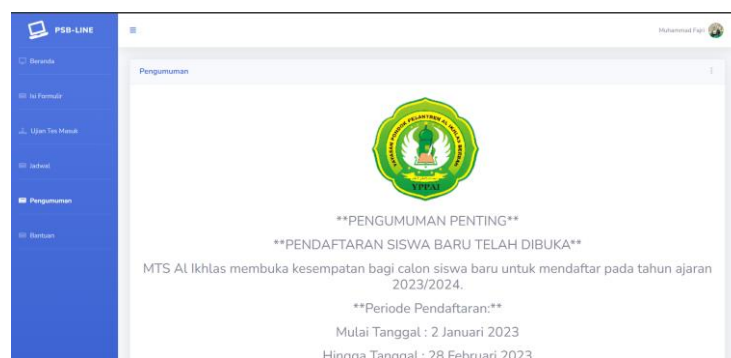 PSB-LINE
Muhammad Fajri
Beranda
Isi Formulir
Ujian Tes Masuk
Jadwal
Pengumuman
Bantuan
Pengumuman
YPPAI
**PENGUMUMAN PENTING**
**PENDAFTARAN SISWA BARU TELAH DIBUKA**
MTS Al Ikhlas membuka kesempatan bagi calon siswa baru untuk mendaftar pada tahun ajaran
2023/2024.
**Periode Pendaftaran:**
Mulai Tanggal : 2 Januari 2023
Hingga Tanggal : 28 Februari 2023